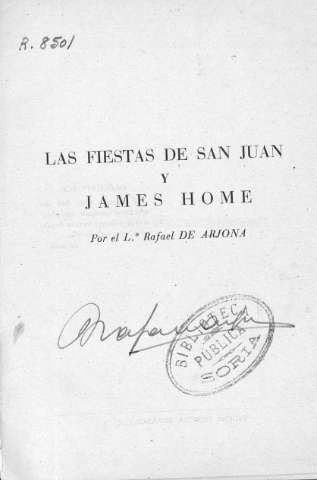 R. 8501
LAS FIESTAS DE SAN JUAN
Y
JAMES HOME
Por el L.ª Rafael DE ARJONA
BIBLIOTECA
PÚBLICA
SORIA